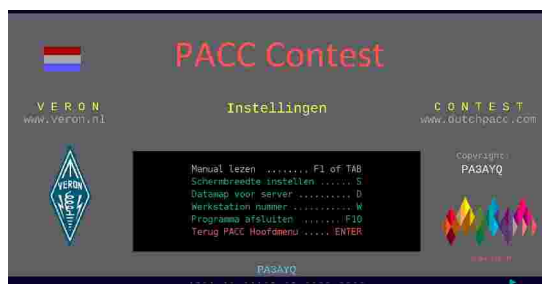 PACC Contest
V E R O N
www.veron.nl
Instellingen
C O N T E S T
www.dutchpacc.com
Copyright:
PA3AYQ
VERON
Manual lezen ........ F1 of TAB
Schermbreedte instellen ...... S
Datamap voor server .......... D
Werkstation nummer ........... W
Programma afsluiten ....... F10
Terug PACC Hoofdmenu ..... ENTER
PA3AYQ